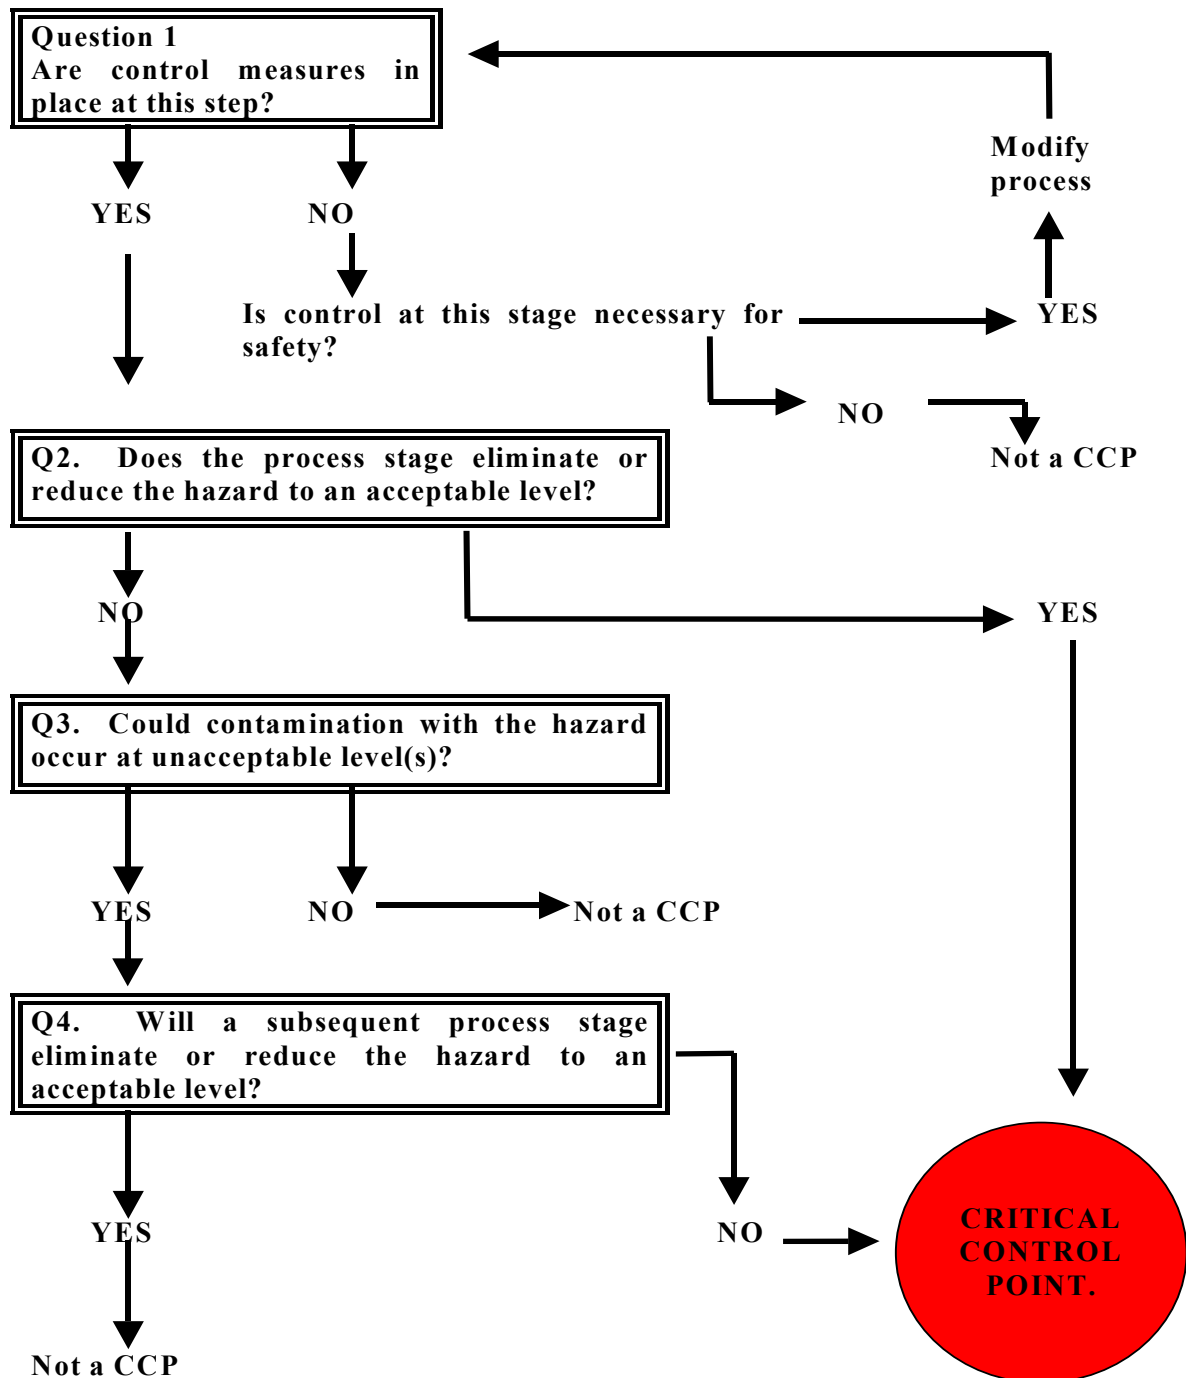 Question 1
Are control measures in
place at this step?
Modify
process
YES
NO
Is control at this stage necessary for
safety?
YES
NO
Not a CCP
Q2. Does the process stage eliminate or
reduce the hazard to an acceptable level?
NO
YES
Q3. Could contamination with the hazard
occur at unacceptable level(s)?
YES
NO
Not a CCP
Q4. Will a subsequent process stage
eliminate or reduce the hazard to an
acceptable level?
YES
NO
CRITICAL
CONTROL
POINT.
Not a CCP